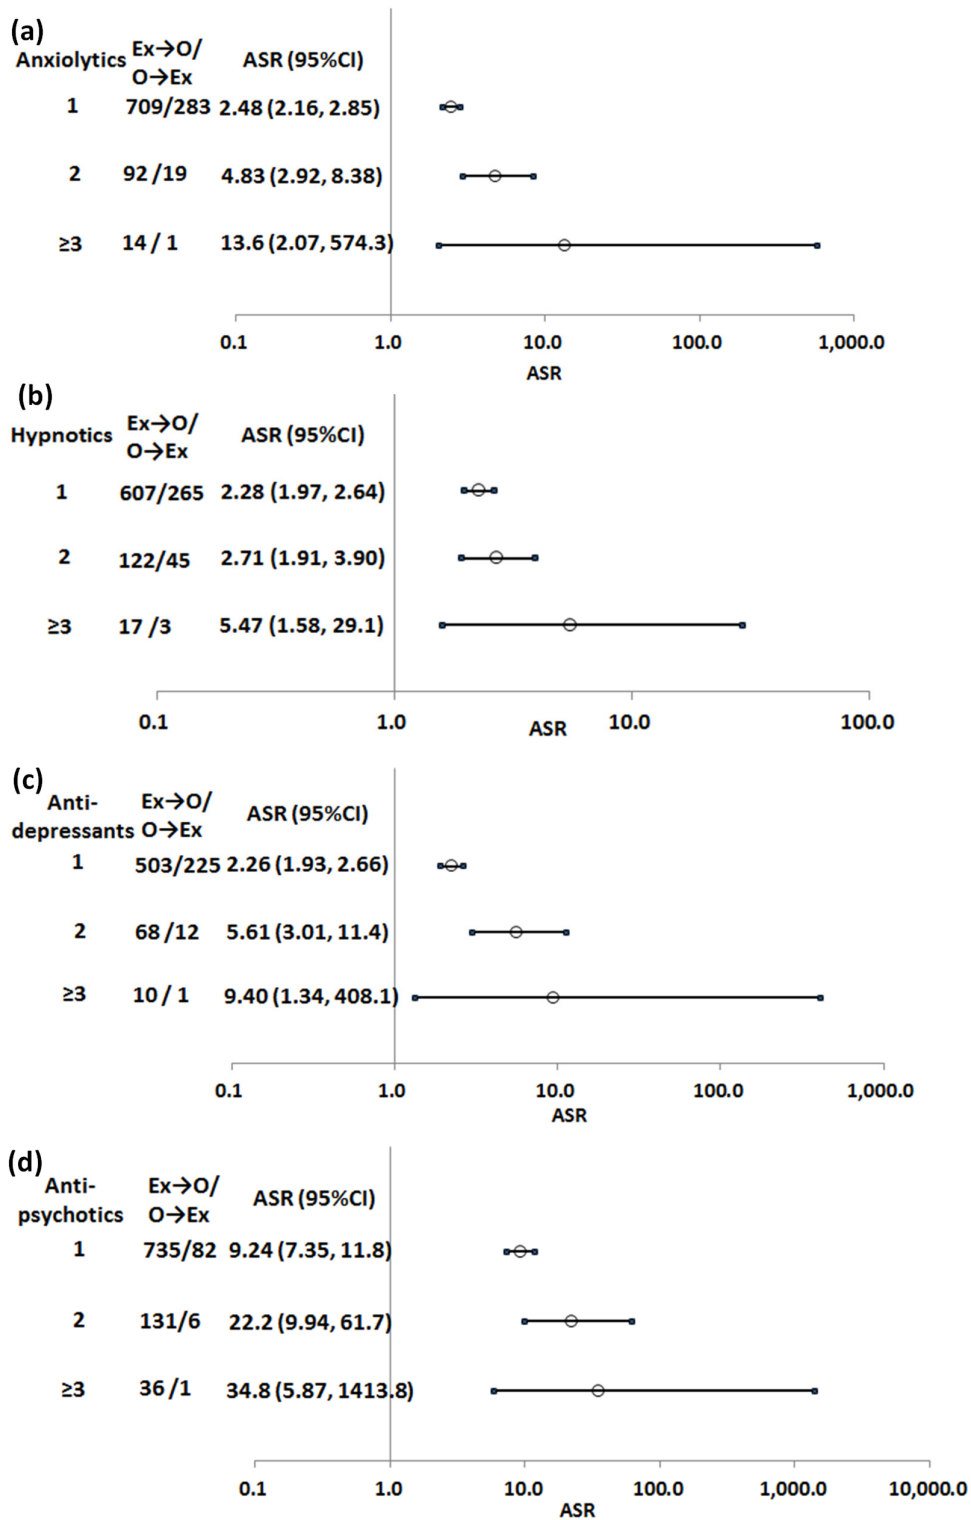 (a)
Anxiolytics Ex→O/ ASR (95%CI)
O→Ex
1 709/283 2.48 (2.16, 2.85)
2 92 /19 4.83 (2.92, 8.38)
≥3 14 / 1 13.6 (2.07, 574.3)
0.1 1.0 10.0 100.0 1,000.0
ASR
(b)
Hypnotics Ex→O/ ASR (95%CI)
O→Ex
1 607/265 2.28 (1.97, 2.64)
2 122/45 2.71 (1.91, 3.90)
≥3 17 /3 5.47 (1.58, 29.1)
0.1 1.0 10.0 100.0
ASR
(c)
Anti- Ex→O/ ASR (95%CI)
depressants O→Ex
1 503/225 2.26 (1.93, 2.66)
2 68 /12 5.61 (3.01, 11.4)
≥3 10 / 1 9.40 (1.34, 408.1)
0.1 1.0 10.0 100.0 1,000.0
ASR
(d)
Anti- Ex→O/ ASR (95%CI)
psychotics O→Ex
1 735/82 9.24 (7.35, 11.8)
2 131/6 22.2 (9.94, 61.7)
≥3 36 /1 34.8 (5.87, 1413.8)
0.1 1.0 10.0 100.0 1,000.0 10,000.0
ASR